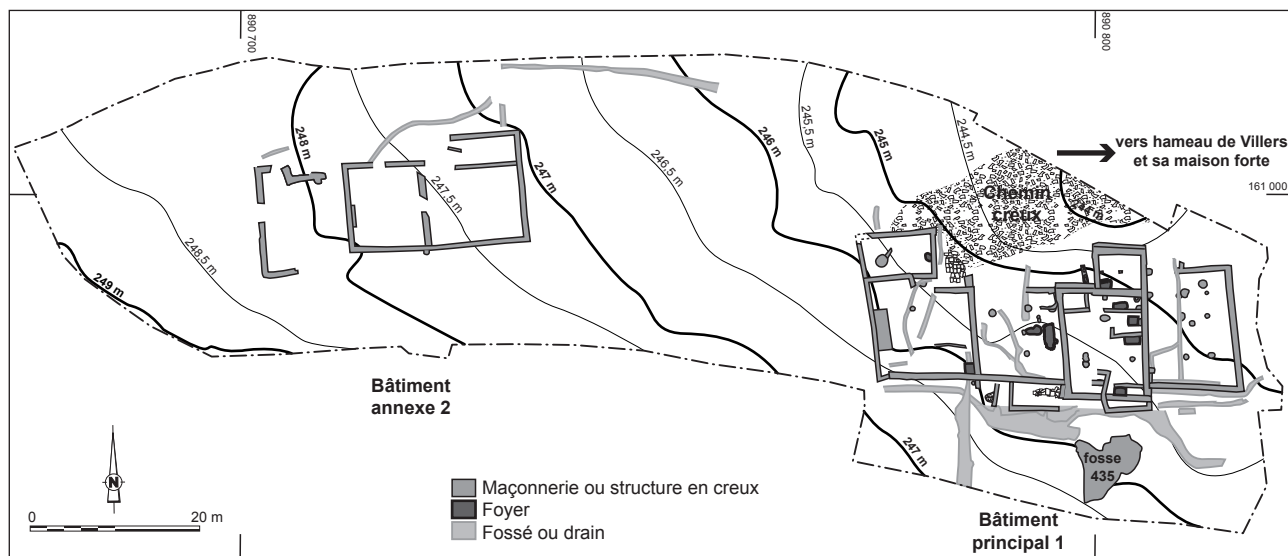 890 700
890 800
248 m
247,5 m
247 m
246,5 m
246 m
245,5 m
245 m
244,5 m
vers hameau de Villers
et sa maison forte
161 000
Chemin
creux
248,5 m
249 m
Bâtiment
annexe 2
247 m
fosse
435
N
0
20 m
Maçonnerie ou structure en creux
Foyer
Fossé ou drain
Bâtiment
principal 1